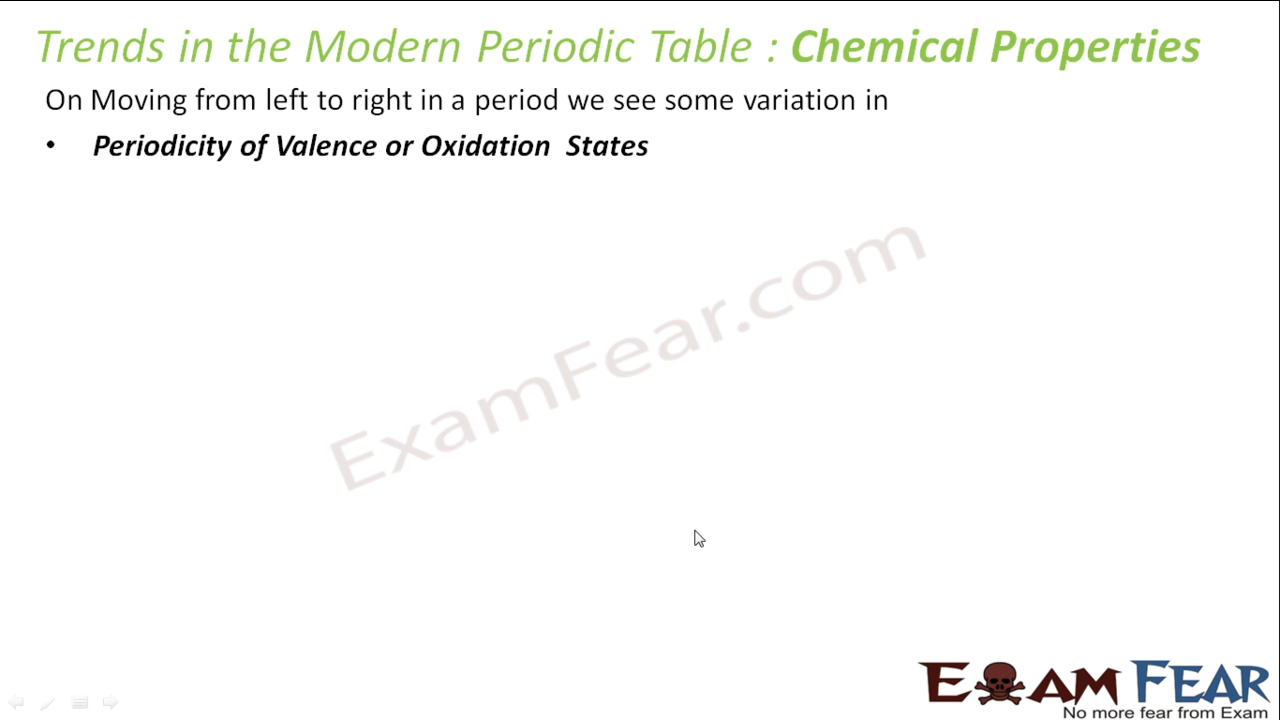 Trends in the Modern Periodic Table : Chemical Properties
On Moving from left to right in a period we see some variation in
• Periodicity of Valence or Oxidation States
ExamFear.com
EXAM FEAR
No more fear from Exam